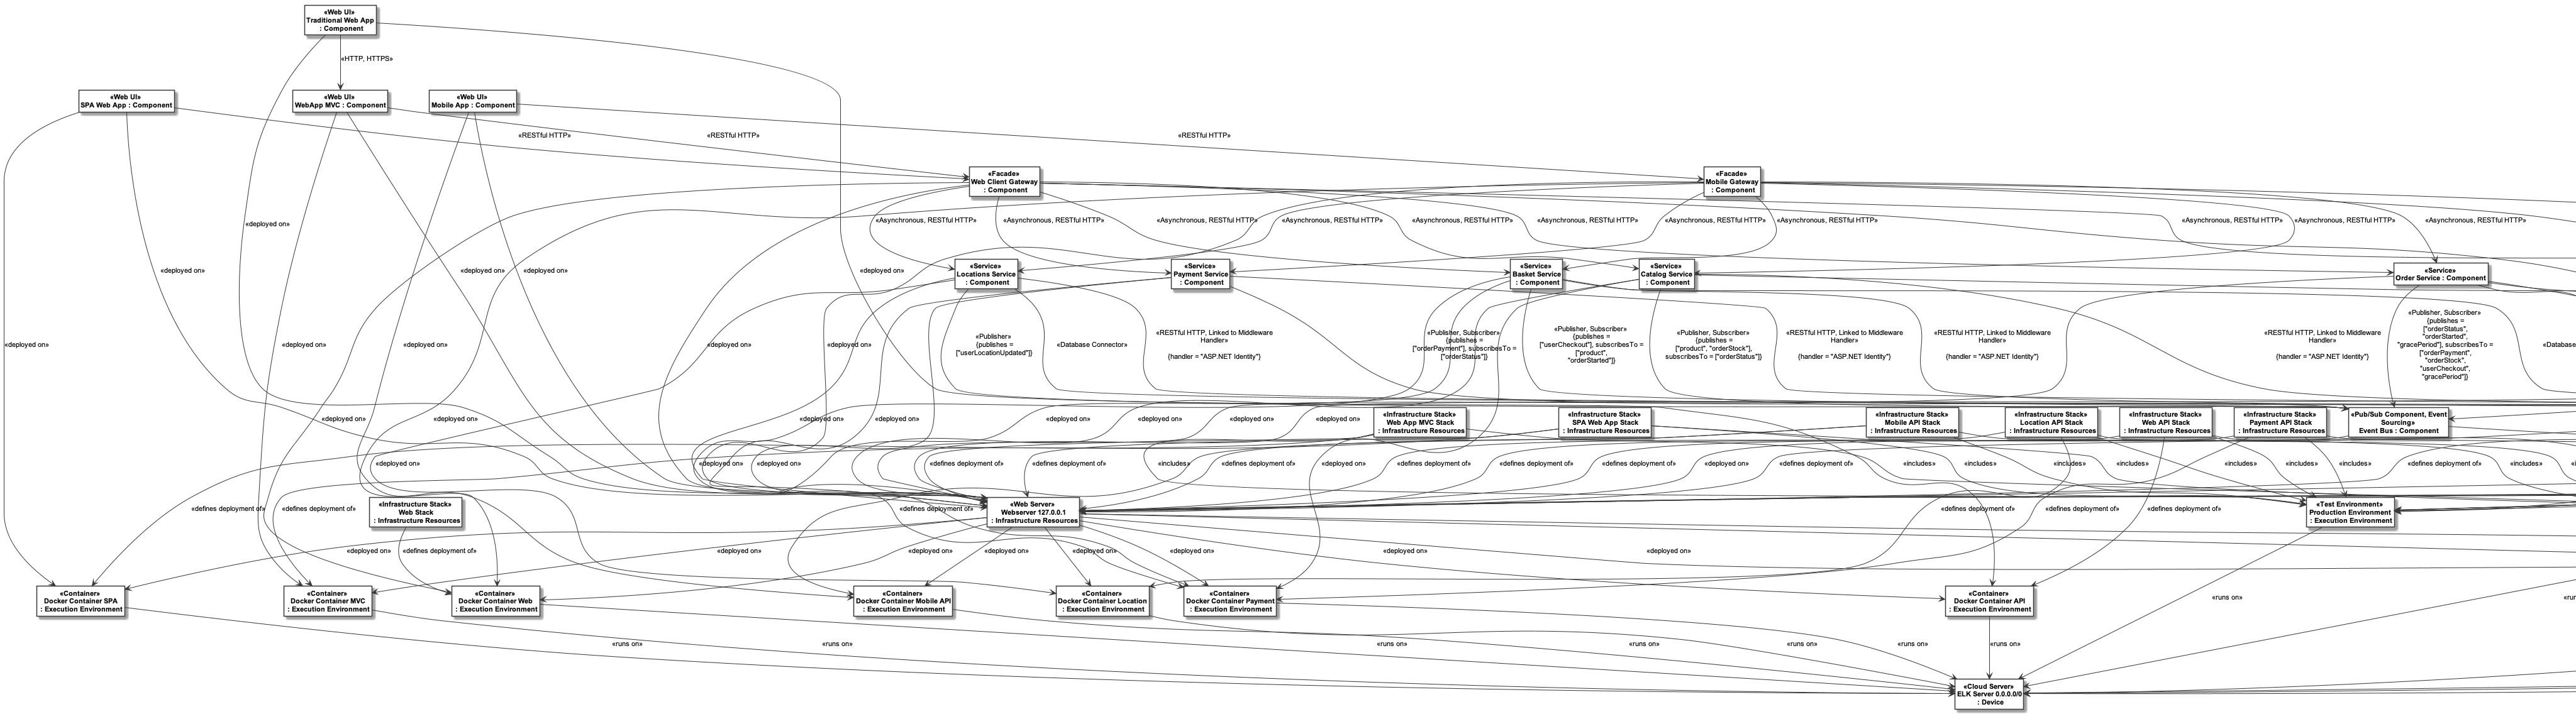 «Web UI»
Traditional Web App
: Component
«HTTP, HTTPS»
«Web UI»
SPA Web App : Component
«Web UI»
WebApp MVC : Component
«Web UI»
Mobile App : Component
«RESTful HTTP»
«RESTful HTTP»
«RESTful HTTP»
«Facade»
Web Client Gateway
: Component
«Facade»
Mobile Gateway
: Component
«deployed on»
«Asynchronous, RESTful HTTP»
«Asynchronous, RESTful HTTP»
«Asynchronous, RESTful HTTP»
«Asynchronous, RESTful HTTP»
«Asynchronous, RESTful HTTP»
«Asynchronous, RESTful HTTP»
«Asynchronous, RESTful HTTP»
«Asynchronous, RESTful HTTP»
«Asynchronous, RESTful HTTP»
«Asynchronous, RESTful HTTP»
«deployed on»
«deployed on»
«deployed on»
«deployed on»
«Service»
Locations Service
: Component
«Service»
Payment Service
: Component
«Service»
Basket Service
: Component
«Service»
Catalog Service
: Component
«Service»
Order Service : Component
«deployed on»
«deployed on»
«deployed on»
«deployed on»
«Publisher»
{publishes =
["userLocationUpdated"]}
«Database Connector»
«RESTful HTTP, Linked to Middleware
Handler»
{handler = "ASP.NET Identity"}
«Publisher, Subscriber»
{publishes =
["orderPayment"], subscribesTo =
["orderStatus"]}
«Publisher, Subscriber»
{publishes =
["userCheckout"], subscribesTo =
["product",
"orderStarted"]}
«Publisher, Subscriber»
{publishes =
["product", "orderStock"],
subscribesTo = ["orderStatus"]}
«RESTful HTTP, Linked to Middleware
Handler»
{handler = "ASP.NET Identity"}
«RESTful HTTP, Linked to Middleware
Handler»
{handler = "ASP.NET Identity"}
«RESTful HTTP, Linked to Middleware
Handler»
{handler = "ASP.NET Identity"}
«Publisher, Subscriber»
{publishes =
["orderStatus",
"orderStarted",
"gracePeriod"], subscribesTo =
["orderPayment",
"orderStock",
"userCheckout",
"gracePeriod"]}
«Database
«deployed on»
«deployed on»
«deployed on»
«deployed on»
«deployed on»
«deployed on»
«deployed on»
«deployed on»
«Infrastructure Stack»
Web App MVC Stack
: Infrastructure Resources
«Infrastructure Stack»
SPA Web App Stack
: Infrastructure Resources
«Infrastructure Stack»
Mobile API Stack
: Infrastructure Resources
«Infrastructure Stack»
Location API Stack
: Infrastructure Resources
«Infrastructure Stack»
Web API Stack
: Infrastructure Resources
«Infrastructure Stack»
Payment API Stack
: Infrastructure Resources
«Pub/Sub Component, Event
Sourcing»
Event Bus : Component
«deployed on»
«deployed on»
«deployed on»
«defines deployment of»
«defines deployment of»
«includes»
«defines deployment of»
«deployed on»
«defines deployment of»
«defines deployment of»
«deployed on»
«defines deployment of»
«includes»
«includes»
«includes»
«includes»
«includes»
«defines deployment of»
«includes»
«defines deployment of»
«defines deployment of»
«Infrastructure Stack»
Web Stack
: Infrastructure Resources
«defines deployment of»
«Web Server»
Webserver 127.0.0.1
: Infrastructure Resources
«defines deployment of»
«defines deployment of»
«defines deployment of»
«Test Environment»
Production Environment
: Execution Environment
«deployed on»
«defines deployment of»
«deployed on»
«deployed on»
«deployed on»
«deployed on»
«deployed on»
«deployed on»
«deployed on»
«Container»
Docker Container SPA
: Execution Environment
«Container»
Docker Container MVC
: Execution Environment
«Container»
Docker Container Web
: Execution Environment
«Container»
Docker Container Mobile API
: Execution Environment
«Container»
Docker Container Location
: Execution Environment
«Container»
Docker Container Payment
: Execution Environment
«Container»
Docker Container API
: Execution Environment
«runs on»
«runs
«runs on»
«runs on»
«runs on»
«runs on»
«runs on»
«runs on»
«Cloud Server»
ELK Server 0.0.0.0/0
: Device